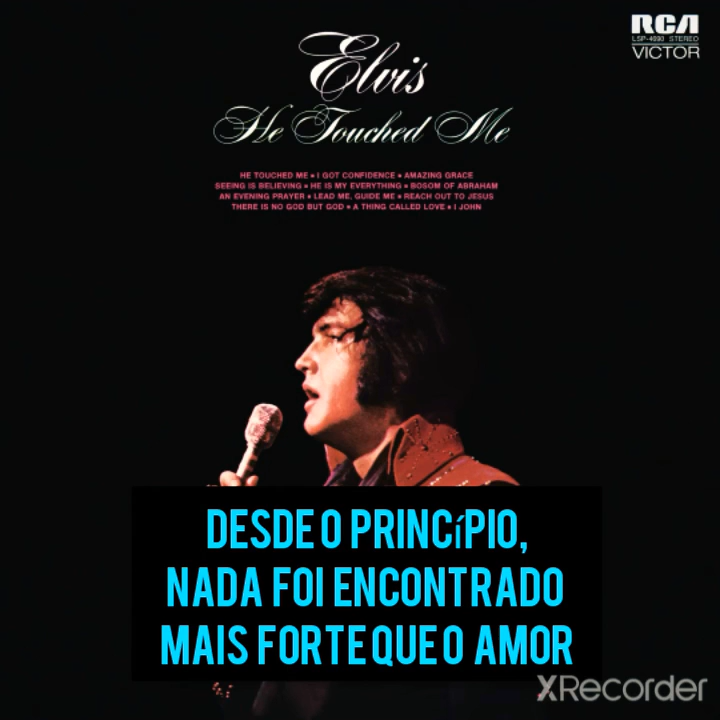 Elvis
He Touched Me
RCA
LSP-4690 STEREO
VICTOR
HE TOUCHED ME • I GOT CONFIDENCE • AMAZING GRACE
SEEING IS BELIEVING • HE IS MY EVERYTHING • BOSOM OF ABRAHAM
AN EVENING PRAYER • LEAD ME, GUIDE ME • REACH OUT TO JESUS
THERE IS NO GOD BUT GOD • A THING CALLED LOVE • I JOHN
DESDE O PRINCíPIO,
NADA FOI ENCONTRADO
MAIS FORTE QUE O AMOR
XRecorder